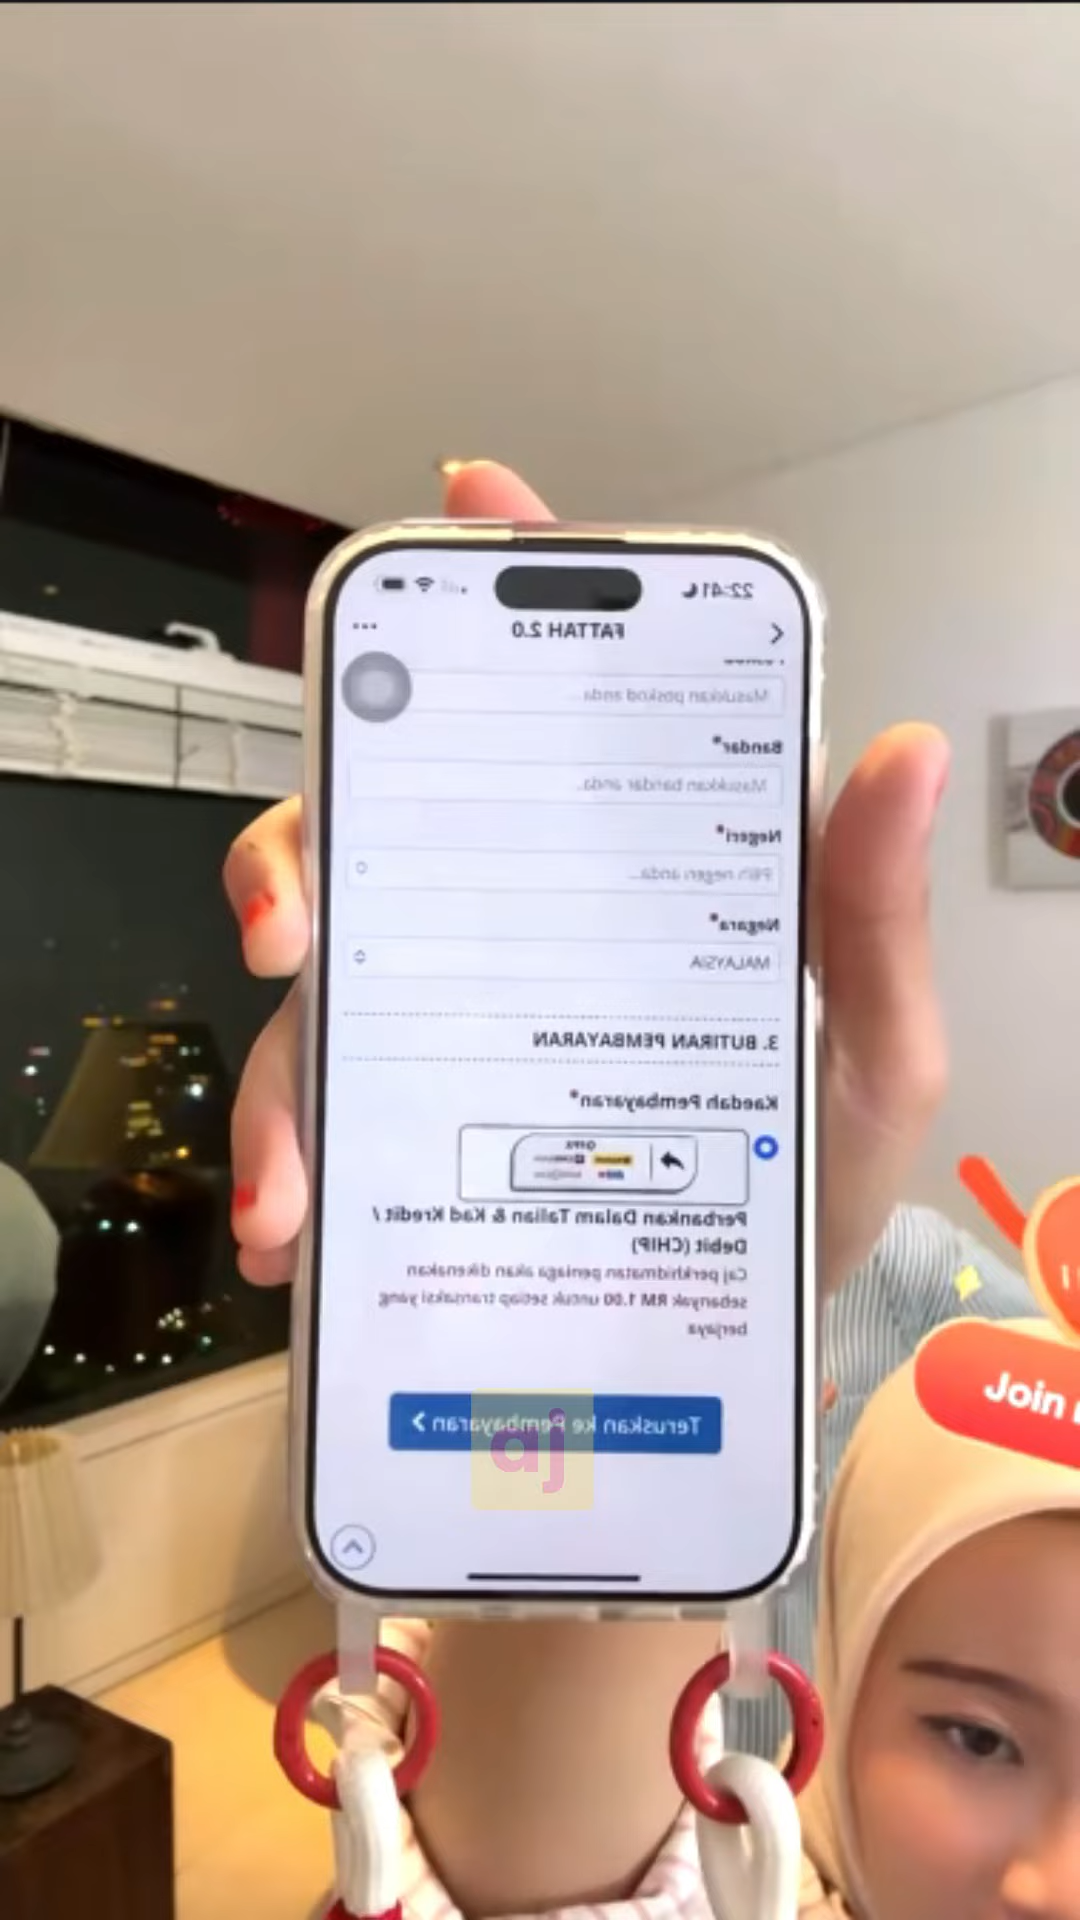 22:41
FATTAH 2.0
Masukkan poskod anda...
Bandar*
Masukkan bandar anda..
Negeri*
Pilih negeri anda...
Negara*
MALAYSIA
3. BUTIRAN PEMBAYARAN
Kaedah Pembayaran*
Perbankan Dalam Talian & Kad Kredit /
Debit (CHIP)
Caj perkhidmatan peniaga akan dikenakan
sebanyak RM 1.00 untuk setiap transaksi yang
berjaya
Teruskan ke Pembayaran
aj
Join